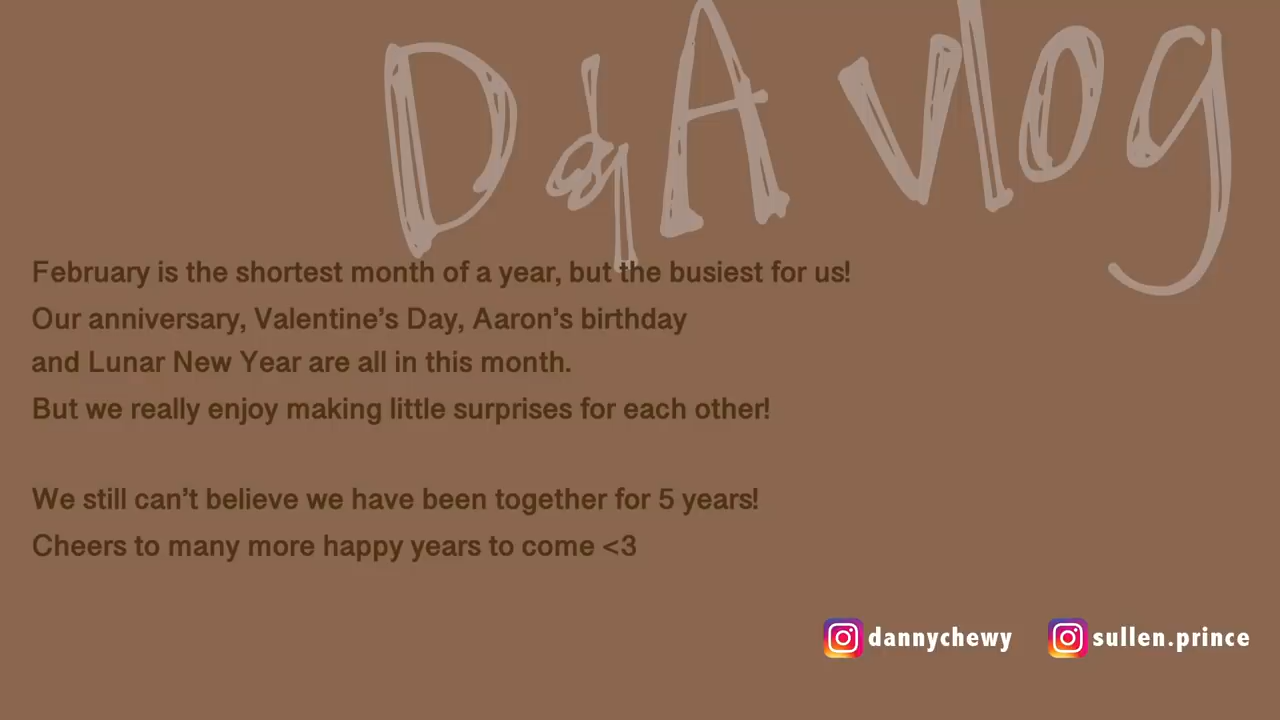 D&A vlog
February is the shortest month of a year, but the busiest for us!
Our anniversary, Valentine’s Day, Aaron’s birthday
and Lunar New Year are all in this month.
But we really enjoy making little surprises for each other!
We still can’t believe we have been together for 5 years!
Cheers to many more happy years to come <3
dannychewy sullen.prince